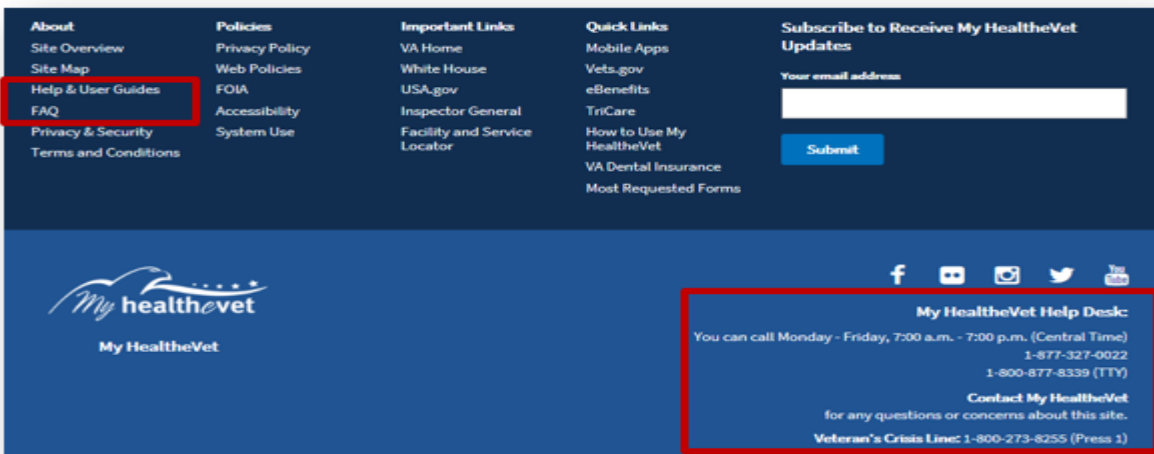 About
Site Overview
Site Map
Help & User Guides
FAQ
Privacy & Security
Terms and Conditions
Policies
Privacy Policy
Web Policies
FOIA
Accessibility
System Use
Important Links
VA Home
White House
USA.gov
Inspector General
Facility and Service
Locator
Quick Links
Mobile Apps
Vets.gov
eBenefits
TriCare
How to Use My
HealtheVet
VA Dental Insurance
Most Requested Forms
Subscribe to Receive My HealtheVet
Updates
Your email address
Submit
My healthevet
My HealtheVet
You
Tube
My HealtheVet Help Desk:
You can call Monday - Friday, 7:00 a.m. - 7:00 p.m. (Central Time)
1-877-327-0022
1-800-877-8339 (TTY)
Contact My HealtheVet
for any questions or concerns about this site.
Veteran's Crisis Line: 1-800-273-8255 (Press 1)